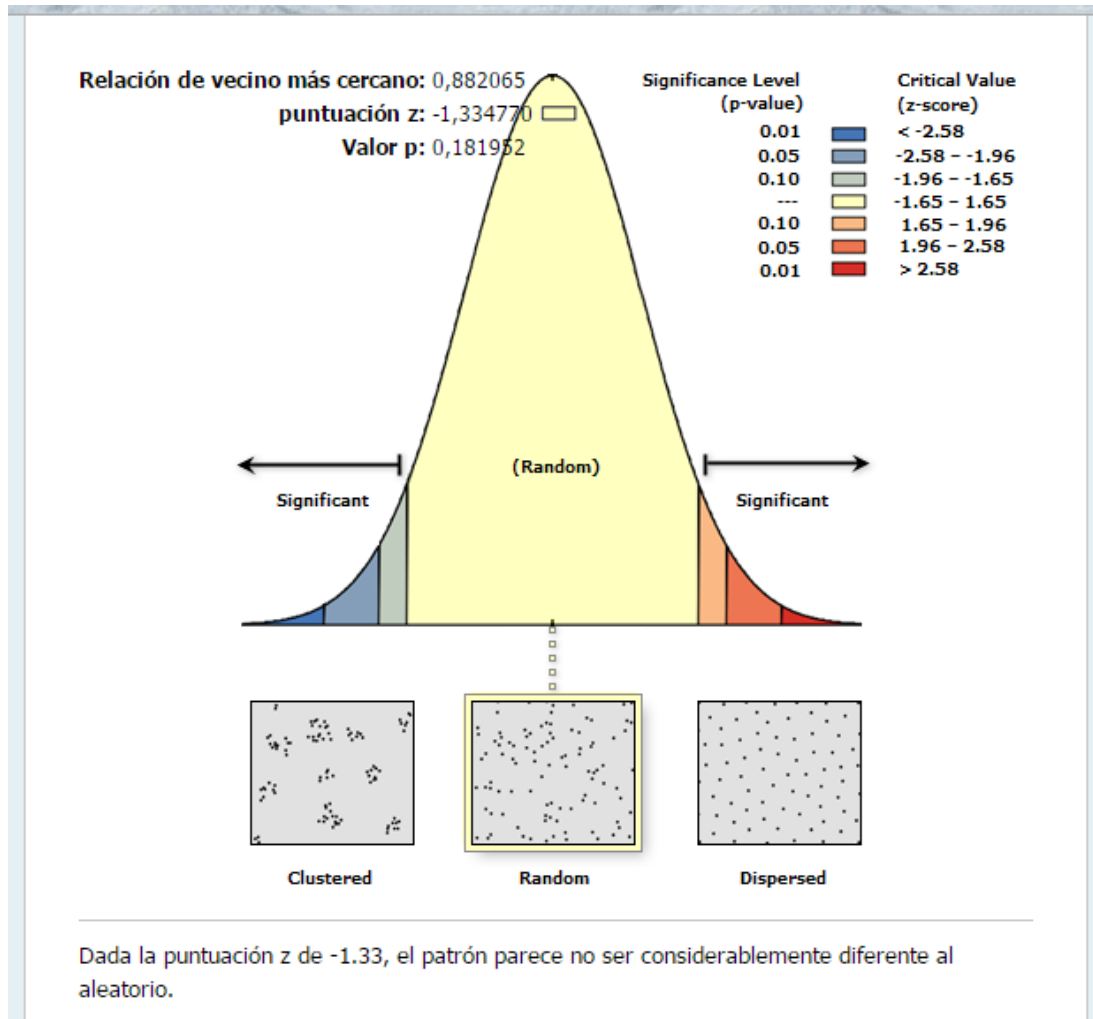 Relación de vecino más cercano: 0,882065
puntuación z: -1,334770
Valor p: 0,181952
Significance Level
(p-value)
Critical Value
(z-score)
0.01 < -2.58
0.05 -2.58 – -1.96
0.10 -1.96 – -1.65
--- -1.65 – 1.65
0.10 1.65 – 1.96
0.05 1.96 – 2.58
0.01 > 2.58
(Random)
Significant
Significant
Clustered
Random
Dispersed
Dada la puntuación z de -1.33, el patrón parece no ser considerablemente diferente al
aleatorio.